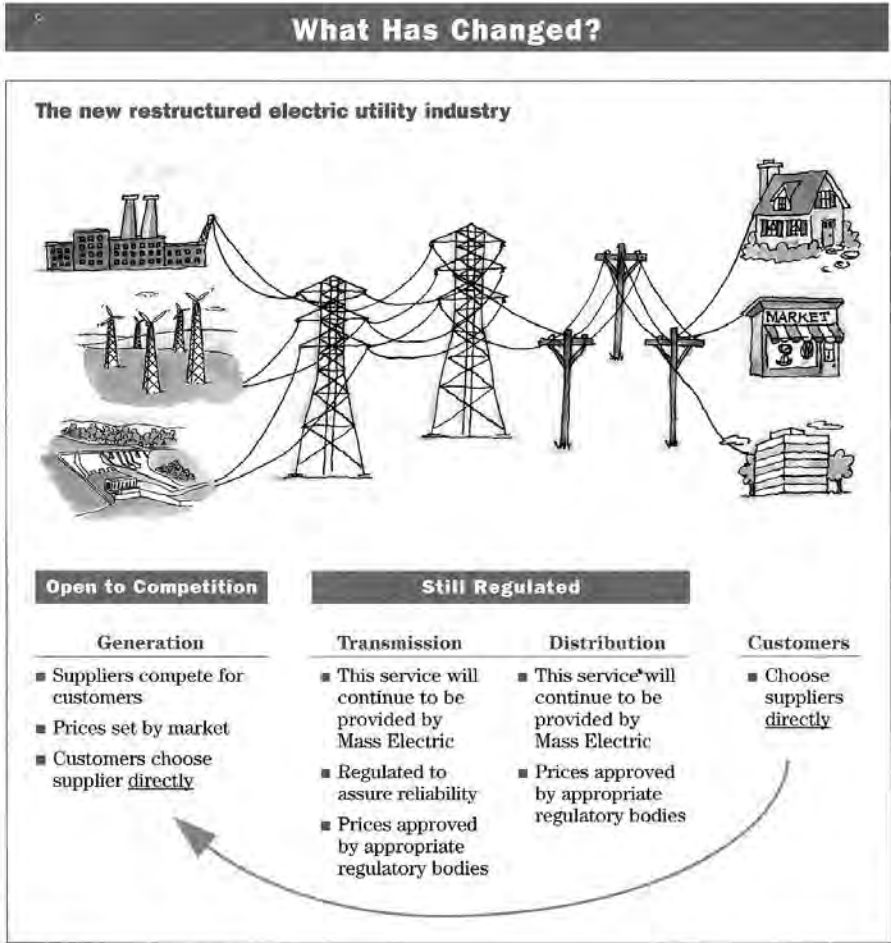 What Has Changed?
The new restructured electric utility industry
MARKET
Open to Competition
Generation
■ Suppliers compete for
customers
■ Prices set by market
■ Customers choose
supplier directly
Still Regulated
Transmission
■ This service will
continue to be
provided by
Mass Electric
■ Regulated to
assure reliability
■ Prices approved
by appropriate
regulatory bodies
Distribution
■ This service will
continue to be
provided by
Mass Electric
■ Prices approved
by appropriate
regulatory bodies
Customers
■ Choose
suppliers
directly